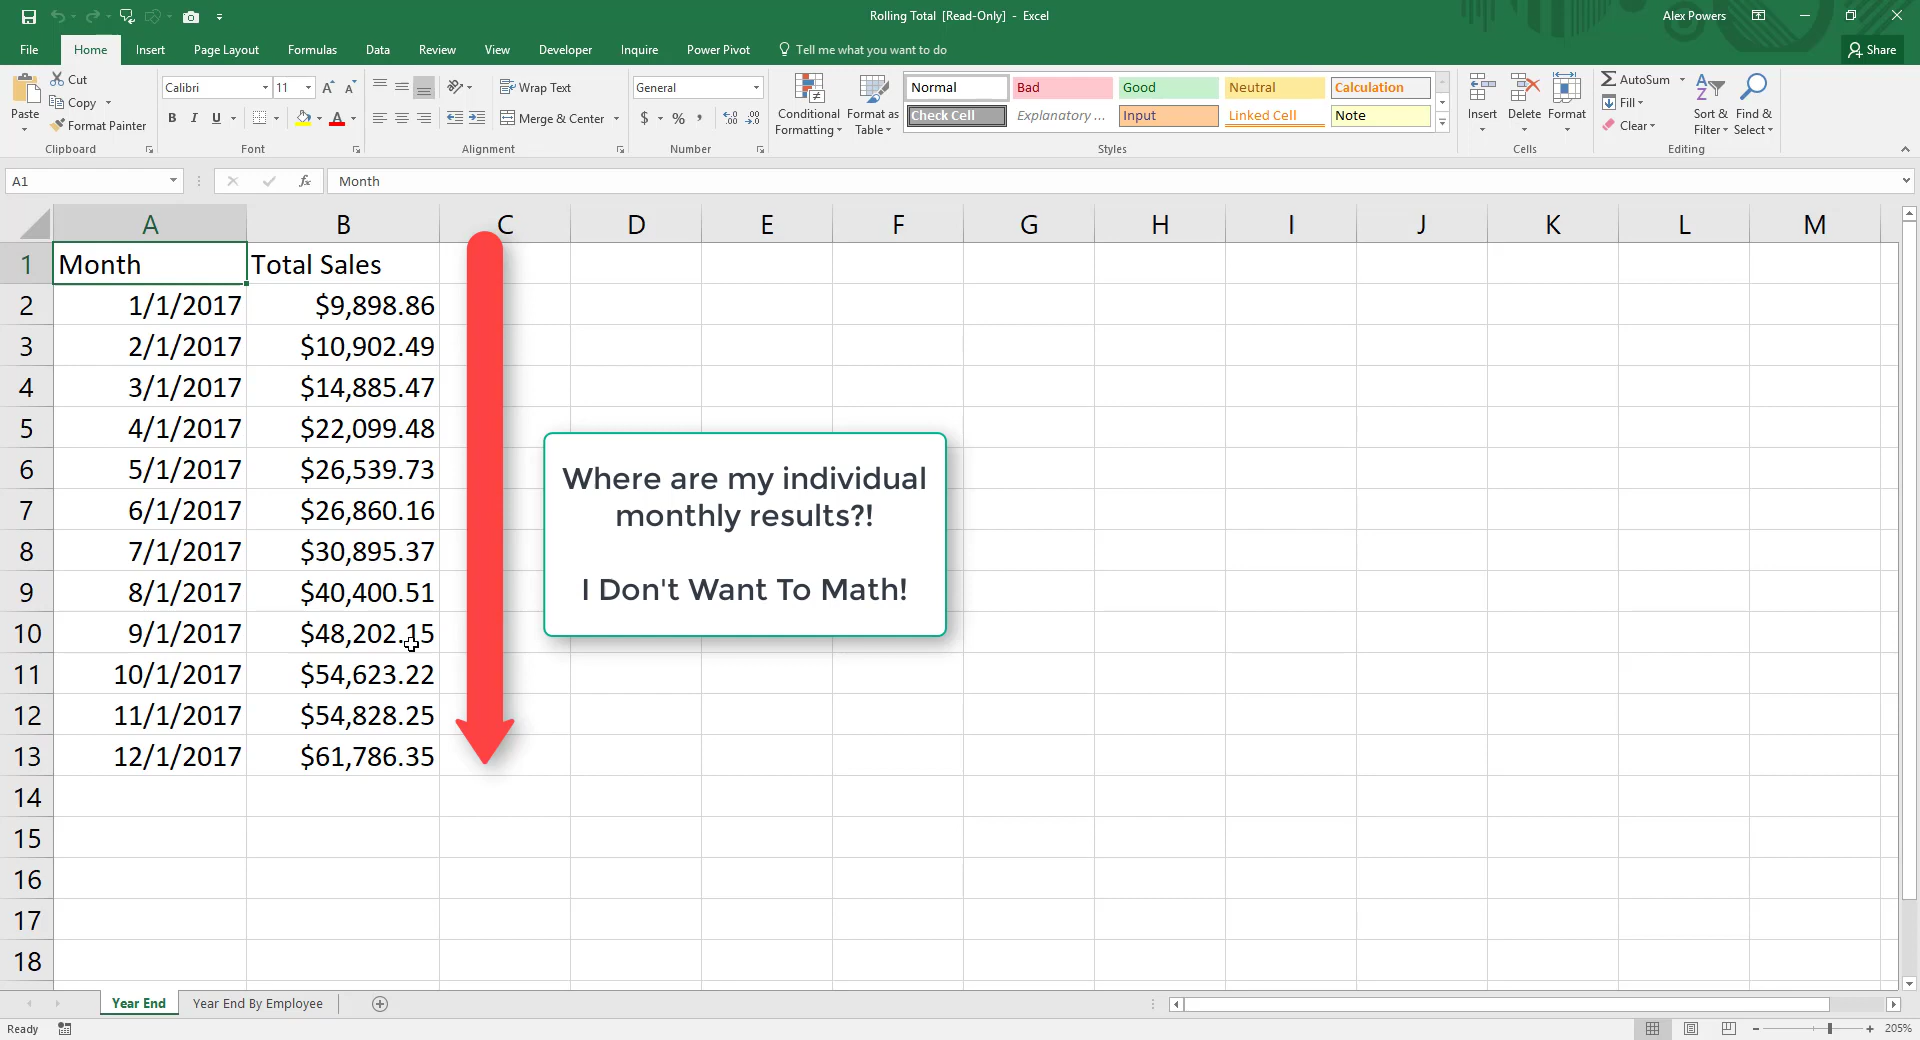 Rolling Total [Read-Only] - Excel
Alex Powers
File Home Insert Page Layout Formulas Data Review View Developer Inquire Power Pivot Tell me what you want to do Share
Paste
Cut
Copy
Format Painter
Clipboard
Calibri 11
B I U
Font
Wrap Text
Merge & Center
Alignment
General
$ % ,
Number
Conditional Formatting
Format as Table
Normal Bad Good Neutral Calculation
Check Cell Explanatory ... Input Linked Cell Note
Styles
Insert Delete Format
Cells
AutoSum
Fill
Clear
Sort & Filter
Find & Select
Editing
A1 fx Month
A B C D E F G H I J K L M
1 Month Total Sales
2 1/1/2017 $9,898.86
3 2/1/2017 $10,902.49
4 3/1/2017 $14,885.47
5 4/1/2017 $22,099.48
6 5/1/2017 $26,539.73
7 6/1/2017 $26,860.16
8 7/1/2017 $30,895.37
9 8/1/2017 $40,400.51
10 9/1/2017 $48,202.15
11 10/1/2017 $54,623.22
12 11/1/2017 $54,828.25
13 12/1/2017 $61,786.35
14
15
16
17
18
Where are my individual
monthly results?!
I Don't Want To Math!
Year End Year End By Employee
Ready
205%